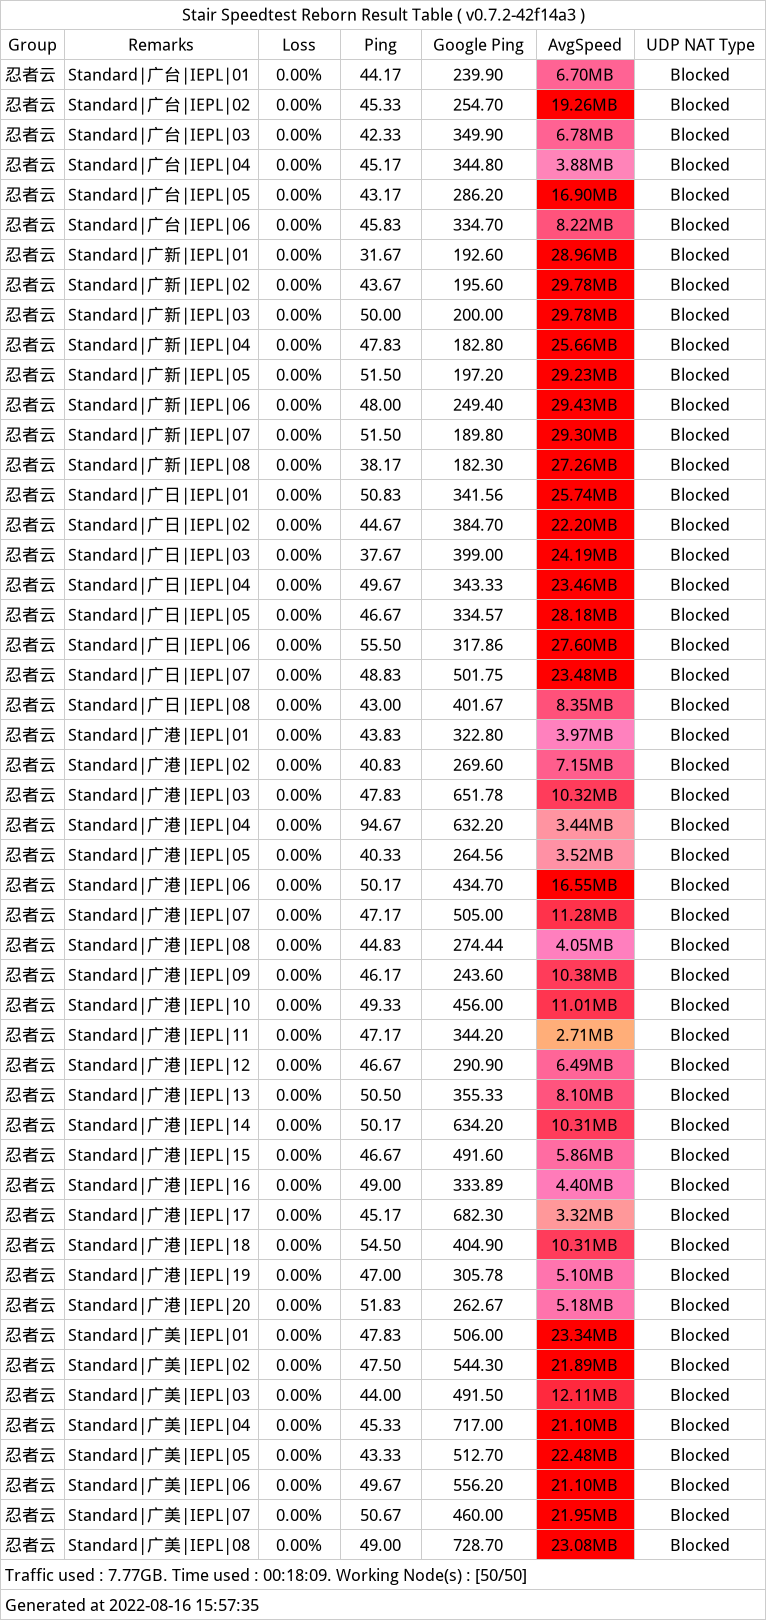 Stair Speedtest Reborn Result Table ( v0.7.2-42f14a3 )
Group Remarks Loss Ping Google Ping AvgSpeed UDP NAT Type
忍者云 Standard|广台|IEPL|01 0.00% 44.17 239.90 6.70MB Blocked
忍者云 Standard|广台|IEPL|02 0.00% 45.33 254.70 19.26MB Blocked
忍者云 Standard|广台|IEPL|03 0.00% 42.33 349.90 6.78MB Blocked
忍者云 Standard|广台|IEPL|04 0.00% 45.17 344.80 3.88MB Blocked
忍者云 Standard|广台|IEPL|05 0.00% 43.17 286.20 16.90MB Blocked
忍者云 Standard|广台|IEPL|06 0.00% 45.83 334.70 8.22MB Blocked
忍者云 Standard|广新|IEPL|01 0.00% 31.67 192.60 28.96MB Blocked
忍者云 Standard|广新|IEPL|02 0.00% 43.67 195.60 29.78MB Blocked
忍者云 Standard|广新|IEPL|03 0.00% 50.00 200.00 29.78MB Blocked
忍者云 Standard|广新|IEPL|04 0.00% 47.83 182.80 25.66MB Blocked
忍者云 Standard|广新|IEPL|05 0.00% 51.50 197.20 29.23MB Blocked
忍者云 Standard|广新|IEPL|06 0.00% 48.00 249.40 29.43MB Blocked
忍者云 Standard|广新|IEPL|07 0.00% 51.50 189.80 29.30MB Blocked
忍者云 Standard|广新|IEPL|08 0.00% 38.17 182.30 27.26MB Blocked
忍者云 Standard|广日|IEPL|01 0.00% 50.83 341.56 25.74MB Blocked
忍者云 Standard|广日|IEPL|02 0.00% 44.67 384.70 22.20MB Blocked
忍者云 Standard|广日|IEPL|03 0.00% 37.67 399.00 24.19MB Blocked
忍者云 Standard|广日|IEPL|04 0.00% 49.67 343.33 23.46MB Blocked
忍者云 Standard|广日|IEPL|05 0.00% 46.67 334.57 28.18MB Blocked
忍者云 Standard|广日|IEPL|06 0.00% 55.50 317.86 27.60MB Blocked
忍者云 Standard|广日|IEPL|07 0.00% 48.83 501.75 23.48MB Blocked
忍者云 Standard|广日|IEPL|08 0.00% 43.00 401.67 8.35MB Blocked
忍者云 Standard|广港|IEPL|01 0.00% 43.83 322.80 3.97MB Blocked
忍者云 Standard|广港|IEPL|02 0.00% 40.83 269.60 7.15MB Blocked
忍者云 Standard|广港|IEPL|03 0.00% 47.83 651.78 10.32MB Blocked
忍者云 Standard|广港|IEPL|04 0.00% 94.67 632.20 3.44MB Blocked
忍者云 Standard|广港|IEPL|05 0.00% 40.33 264.56 3.52MB Blocked
忍者云 Standard|广港|IEPL|06 0.00% 50.17 434.70 16.55MB Blocked
忍者云 Standard|广港|IEPL|07 0.00% 47.17 505.00 11.28MB Blocked
忍者云 Standard|广港|IEPL|08 0.00% 44.83 274.44 4.05MB Blocked
忍者云 Standard|广港|IEPL|09 0.00% 46.17 243.60 10.38MB Blocked
忍者云 Standard|广港|IEPL|10 0.00% 49.33 456.00 11.01MB Blocked
忍者云 Standard|广港|IEPL|11 0.00% 47.17 344.20 2.71MB Blocked
忍者云 Standard|广港|IEPL|12 0.00% 46.67 290.90 6.49MB Blocked
忍者云 Standard|广港|IEPL|13 0.00% 50.50 355.33 8.10MB Blocked
忍者云 Standard|广港|IEPL|14 0.00% 50.17 634.20 10.31MB Blocked
忍者云 Standard|广港|IEPL|15 0.00% 46.67 491.60 5.86MB Blocked
忍者云 Standard|广港|IEPL|16 0.00% 49.00 333.89 4.40MB Blocked
忍者云 Standard|广港|IEPL|17 0.00% 45.17 682.30 3.32MB Blocked
忍者云 Standard|广港|IEPL|18 0.00% 54.50 404.90 10.31MB Blocked
忍者云 Standard|广港|IEPL|19 0.00% 47.00 305.78 5.10MB Blocked
忍者云 Standard|广港|IEPL|20 0.00% 51.83 262.67 5.18MB Blocked
忍者云 Standard|广美|IEPL|01 0.00% 47.83 506.00 23.34MB Blocked
忍者云 Standard|广美|IEPL|02 0.00% 47.50 544.30 21.89MB Blocked
忍者云 Standard|广美|IEPL|03 0.00% 44.00 491.50 12.11MB Blocked
忍者云 Standard|广美|IEPL|04 0.00% 45.33 717.00 21.10MB Blocked
忍者云 Standard|广美|IEPL|05 0.00% 43.33 512.70 22.48MB Blocked
忍者云 Standard|广美|IEPL|06 0.00% 49.67 556.20 21.10MB Blocked
忍者云 Standard|广美|IEPL|07 0.00% 50.67 460.00 21.95MB Blocked
忍者云 Standard|广美|IEPL|08 0.00% 49.00 728.70 23.08MB Blocked
Traffic used : 7.77GB. Time used : 00:18:09. Working Node(s) : [50/50]
Generated at 2022-08-16 15:57:35